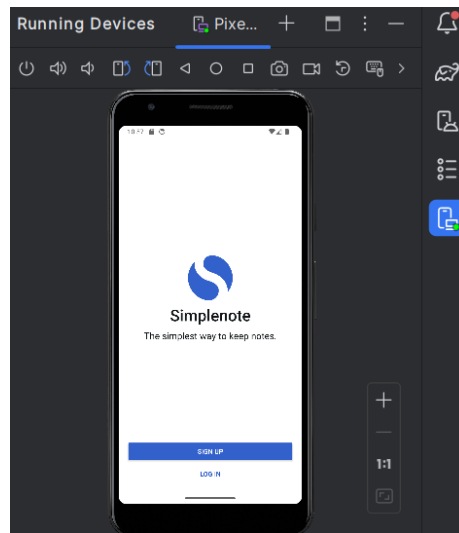 Running Devices
Pixe...
Simplenote
The simplest way to keep notes.
SIGN UP
LOG IN
1:1